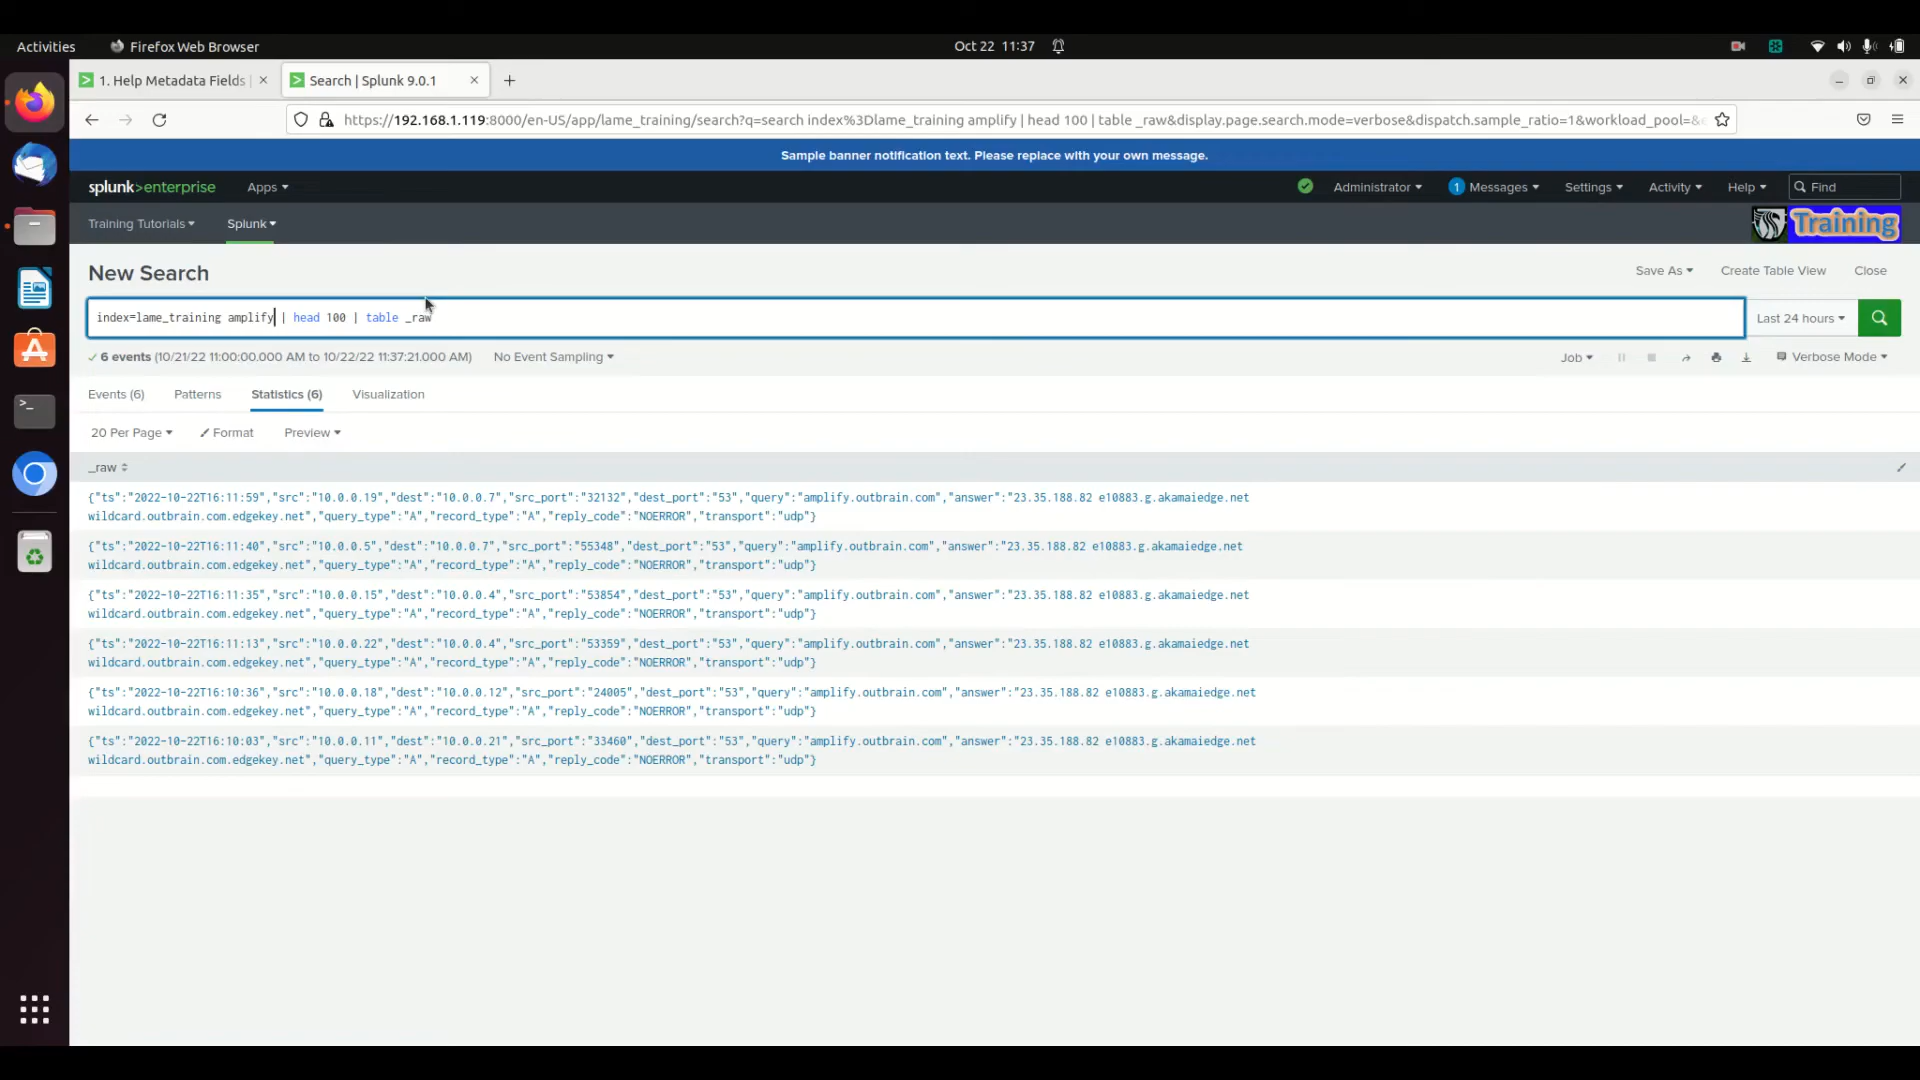 Activities Firefox Web Browser Oct 22 11:37
1. Help Metadata Fields | Search | Splunk 9.0.1
https://192.168.1.119:8000/en-US/app/lame_training/search?q=search index%3Dlame_training amplify | head 100 | table _raw&display.page.search.mode=verbose&dispatch.sample_ratio=1&workload_pool=&
Sample banner notification text. Please replace with your own message.
splunk>enterprise Apps Administrator 1 Messages Settings Activity Help Find
Training Tutorials Splunk Training
New Search Save As Create Table View Close
index=lame_training amplify | head 100 | table _raw Last 24 hours
✓ 6 events (10/21/22 11:00:00.000 AM to 10/22/22 11:37:21.000 AM) No Event Sampling Job Verbose Mode
Events (6) Patterns Statistics (6) Visualization
20 Per Page Format Preview
_raw
{"ts":"2022-10-22T16:11:59","src":"10.0.0.19","dest":"10.0.0.7","src_port":"32132","dest_port":"53","query":"amplify.outbrain.com","answer":"23.35.188.82 e10883.g.akamaiedge.net
wildcard.outbrain.com.edgekey.net","query_type":"A","record_type":"A","reply_code":"NOERROR","transport":"udp"}
{"ts":"2022-10-22T16:11:40","src":"10.0.0.5","dest":"10.0.0.7","src_port":"55348","dest_port":"53","query":"amplify.outbrain.com","answer":"23.35.188.82 e10883.g.akamaiedge.net
wildcard.outbrain.com.edgekey.net","query_type":"A","record_type":"A","reply_code":"NOERROR","transport":"udp"}
{"ts":"2022-10-22T16:11:35","src":"10.0.0.15","dest":"10.0.0.4","src_port":"53854","dest_port":"53","query":"amplify.outbrain.com","answer":"23.35.188.82 e10883.g.akamaiedge.net
wildcard.outbrain.com.edgekey.net","query_type":"A","record_type":"A","reply_code":"NOERROR","transport":"udp"}
{"ts":"2022-10-22T16:11:13","src":"10.0.0.22","dest":"10.0.0.4","src_port":"53359","dest_port":"53","query":"amplify.outbrain.com","answer":"23.35.188.82 e10883.g.akamaiedge.net
wildcard.outbrain.com.edgekey.net","query_type":"A","record_type":"A","reply_code":"NOERROR","transport":"udp"}
{"ts":"2022-10-22T16:10:36","src":"10.0.0.18","dest":"10.0.0.12","src_port":"24005","dest_port":"53","query":"amplify.outbrain.com","answer":"23.35.188.82 e10883.g.akamaiedge.net
wildcard.outbrain.com.edgekey.net","query_type":"A","record_type":"A","reply_code":"NOERROR","transport":"udp"}
{"ts":"2022-10-22T16:10:03","src":"10.0.0.11","dest":"10.0.0.21","src_port":"33460","dest_port":"53","query":"amplify.outbrain.com","answer":"23.35.188.82 e10883.g.akamaiedge.net
wildcard.outbrain.com.edgekey.net","query_type":"A","record_type":"A","reply_code":"NOERROR","transport":"udp"}